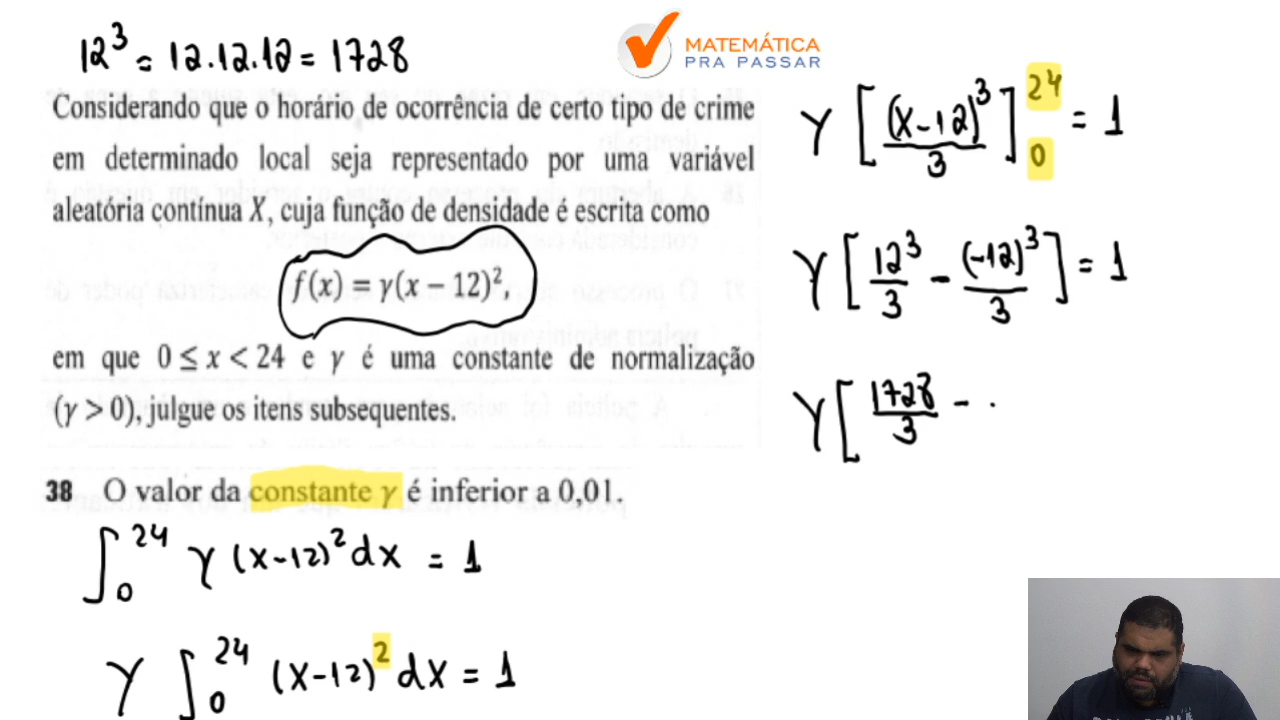 12³ = 12.12.12 = 1728
MATEMÁTICA
PRA PASSAR
Considerando que o horário de ocorrência de certo tipo de crime
em determinado local seja representado por uma variável
aleatória contínua X, cuja função de densidade é escrita como
f(x) = γ(x − 12)²,
em que 0 ≤ x < 24 e γ é uma constante de normalização
(γ > 0), julgue os itens subsequentes.
38 O valor da constante γ é inferior a 0,01.
∫₀²⁴ γ (x-12)² dx = 1
γ ∫₀²⁴ (x-12)² dx = 1
γ [(x-12)³/3]₀²⁴ = 1
γ [12³/3 - (-12)³/3] = 1
γ [1728/3 -